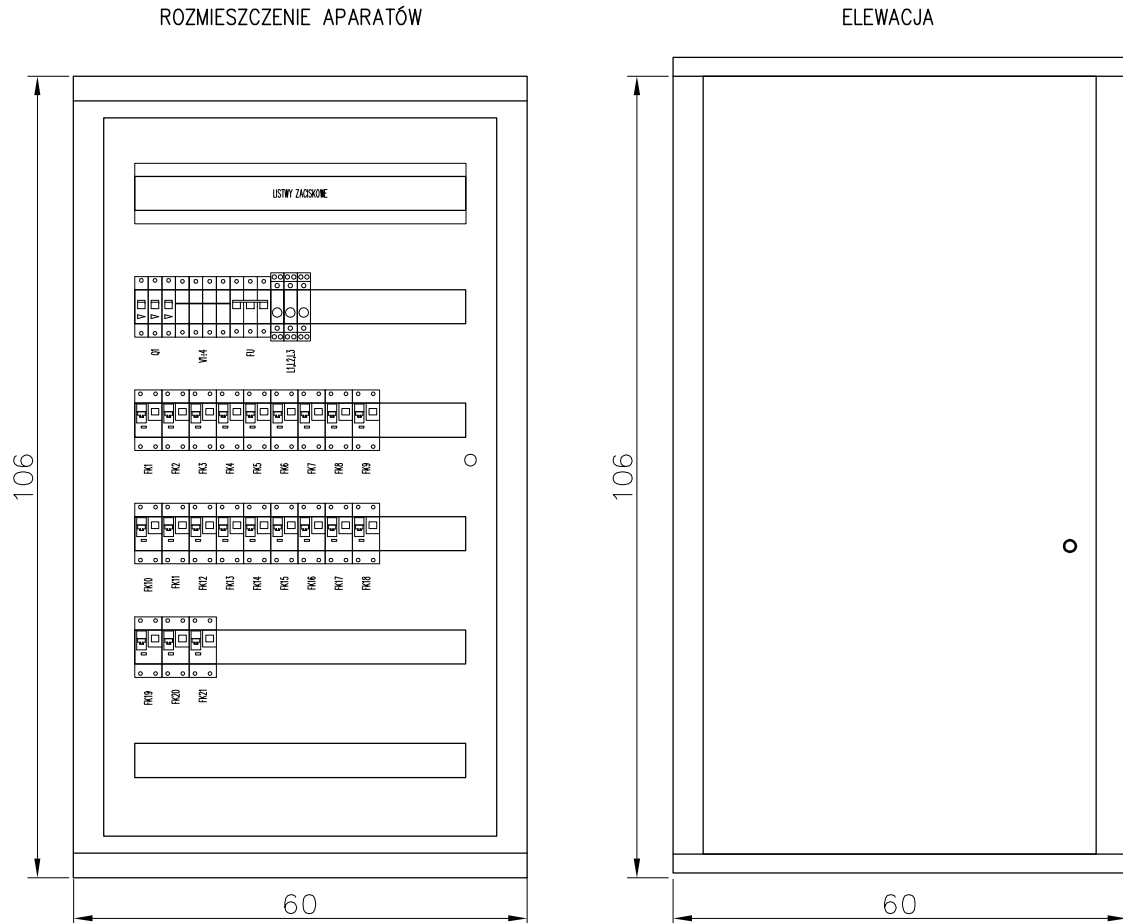 ROZMIESZCZENIE APARATÓW
ELEWACJA
LISTWY ZACISKOWE
Q1
V1÷4
FU
L1,L2,L3
FK1 FK2 FK3 FK4 FK5 FK6 FK7 FK8 FK9
106
106
FK10 FK11 FK12 FK13 FK14 FK15 FK16 FK17 FK18
FK19 FK20 FK21
60
60